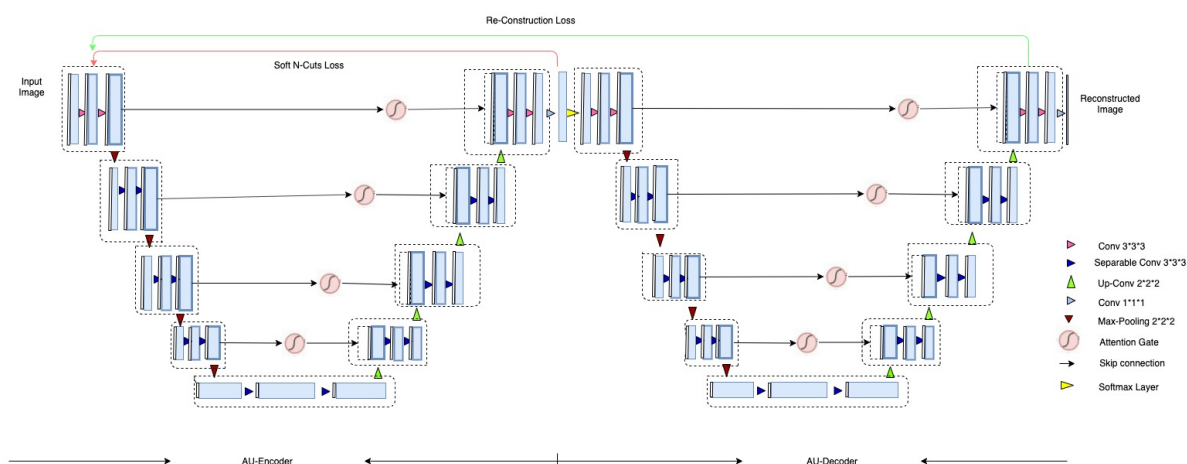 Re-Construction Loss
Soft N-Cuts Loss
Input
Image
Reconstructed
Image
Conv 3*3*3
Separable Conv 3*3*3
Up-Conv 2*2*2
Conv 1*1*1
Max-Pooling 2*2*2
Attention Gate
Skip connection
Softmax Layer
AU-Encoder
AU-Decoder